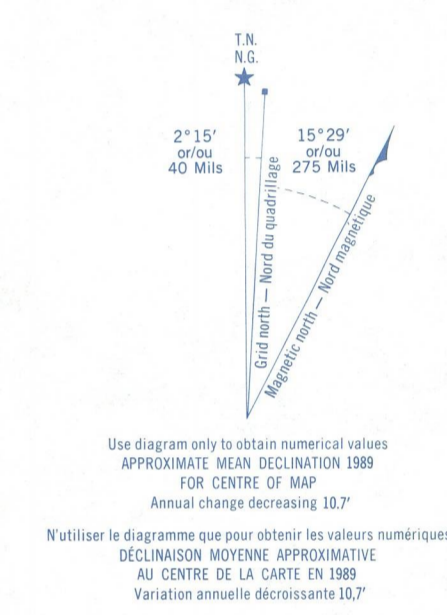 T.N.
N.G.
2° 15′
or/ou
40 Mils
15° 29′
or/ou
275 Mils
Grid north — Nord du quadrillage
Magnetic north — Nord magnétique
Use diagram only to obtain numerical values
APPROXIMATE MEAN DECLINATION 1989
FOR CENTRE OF MAP
Annual change decreasing 10.7′
N'utiliser le diagramme que pour obtenir les valeurs numériques
DÉCLINAISON MOYENNE APPROXIMATIVE
AU CENTRE DE LA CARTE EN 1989
Variation annuelle décroissante 10,7′